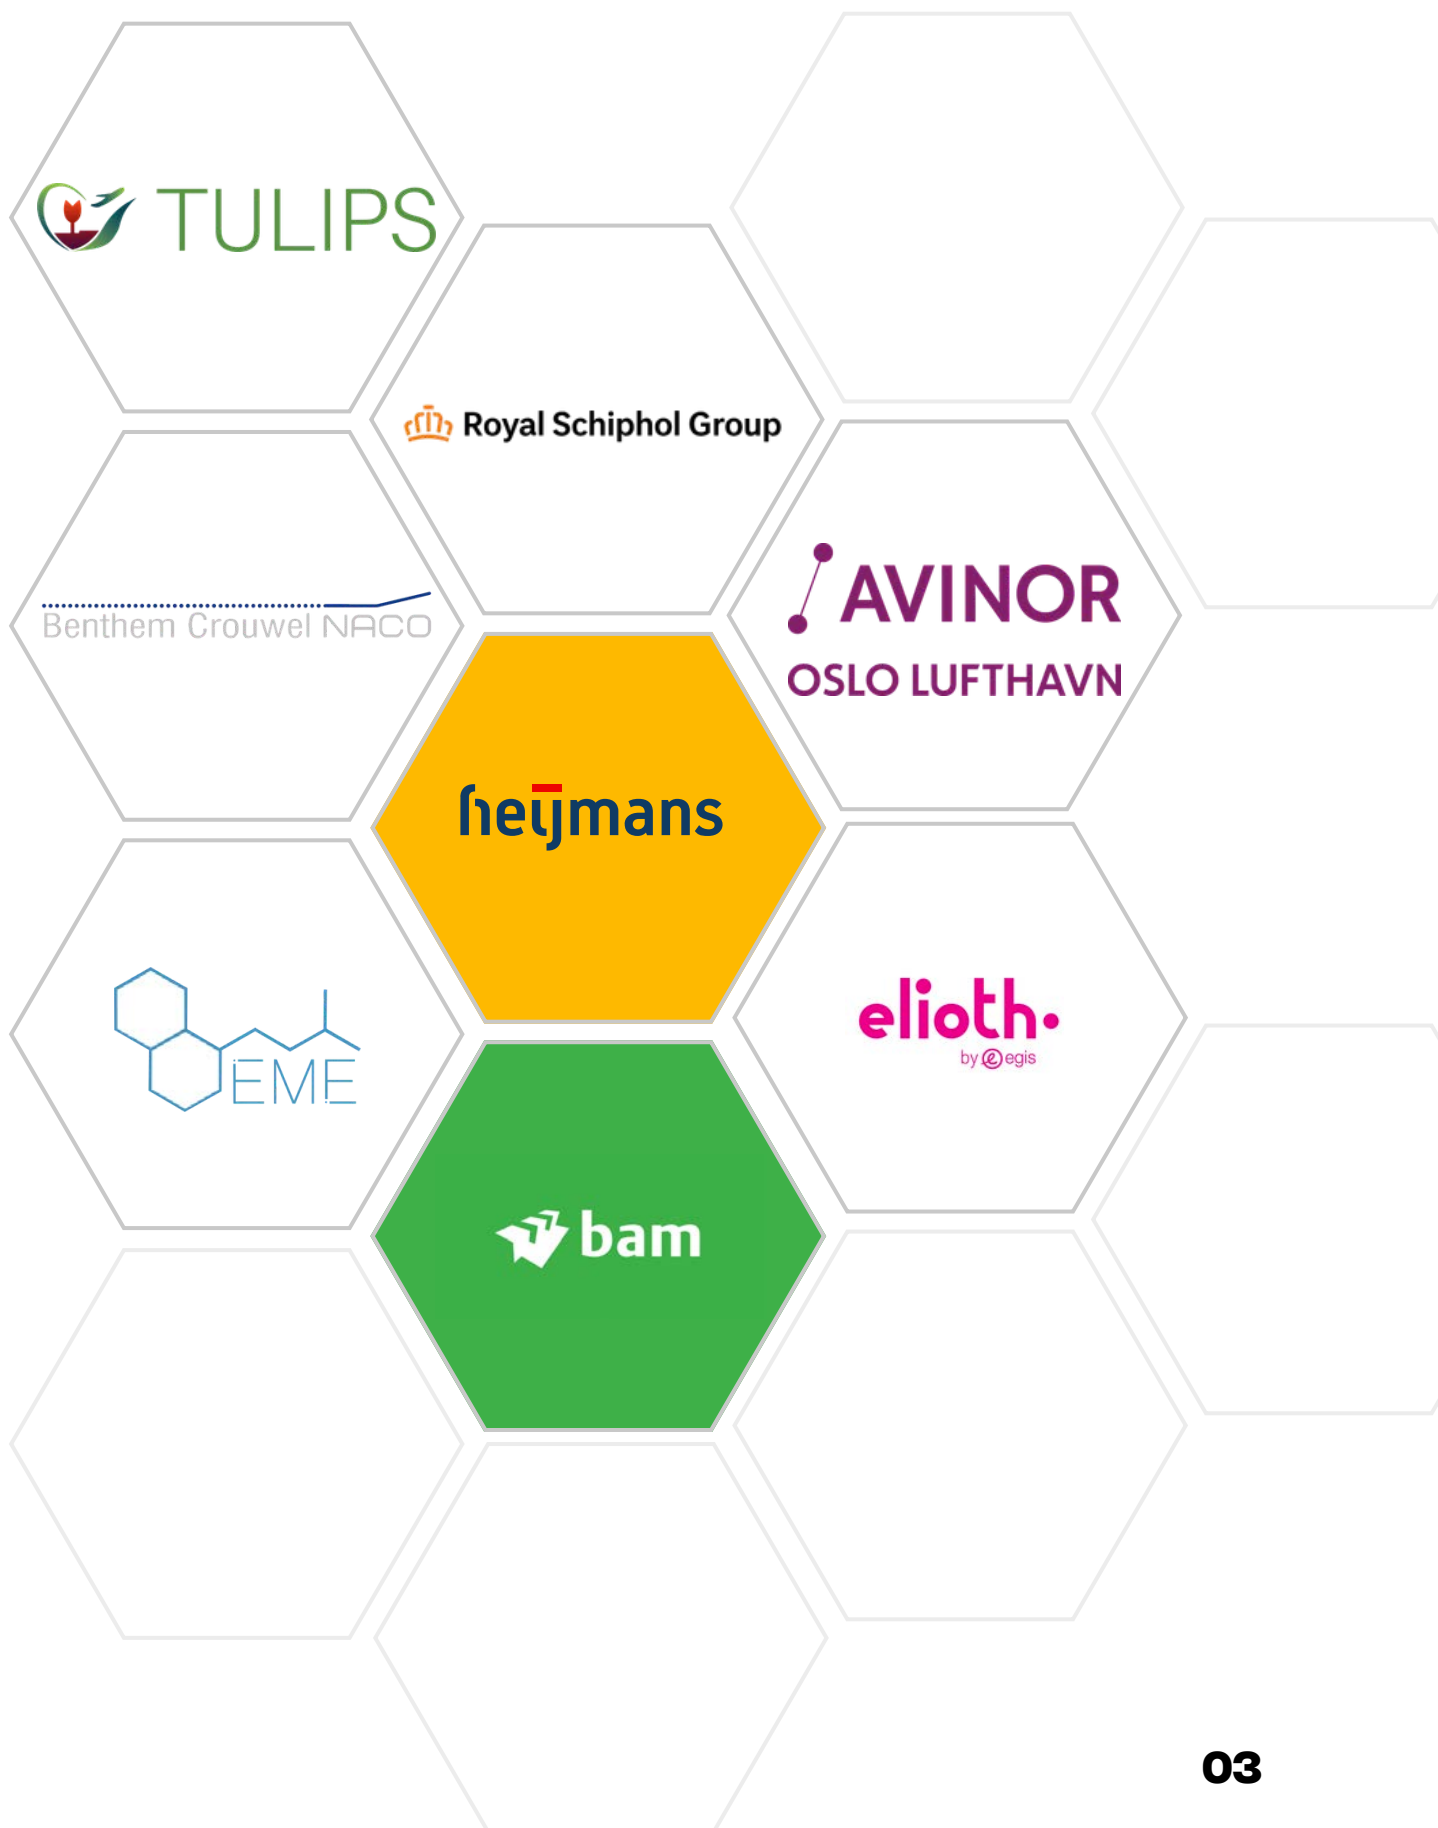 TULIPS
Royal Schiphol Group
Benthem Crouwel NACO
AVINOR
OSLO LUFTHAVN
heijmans
EME
elioth.
by e egis
bam
03